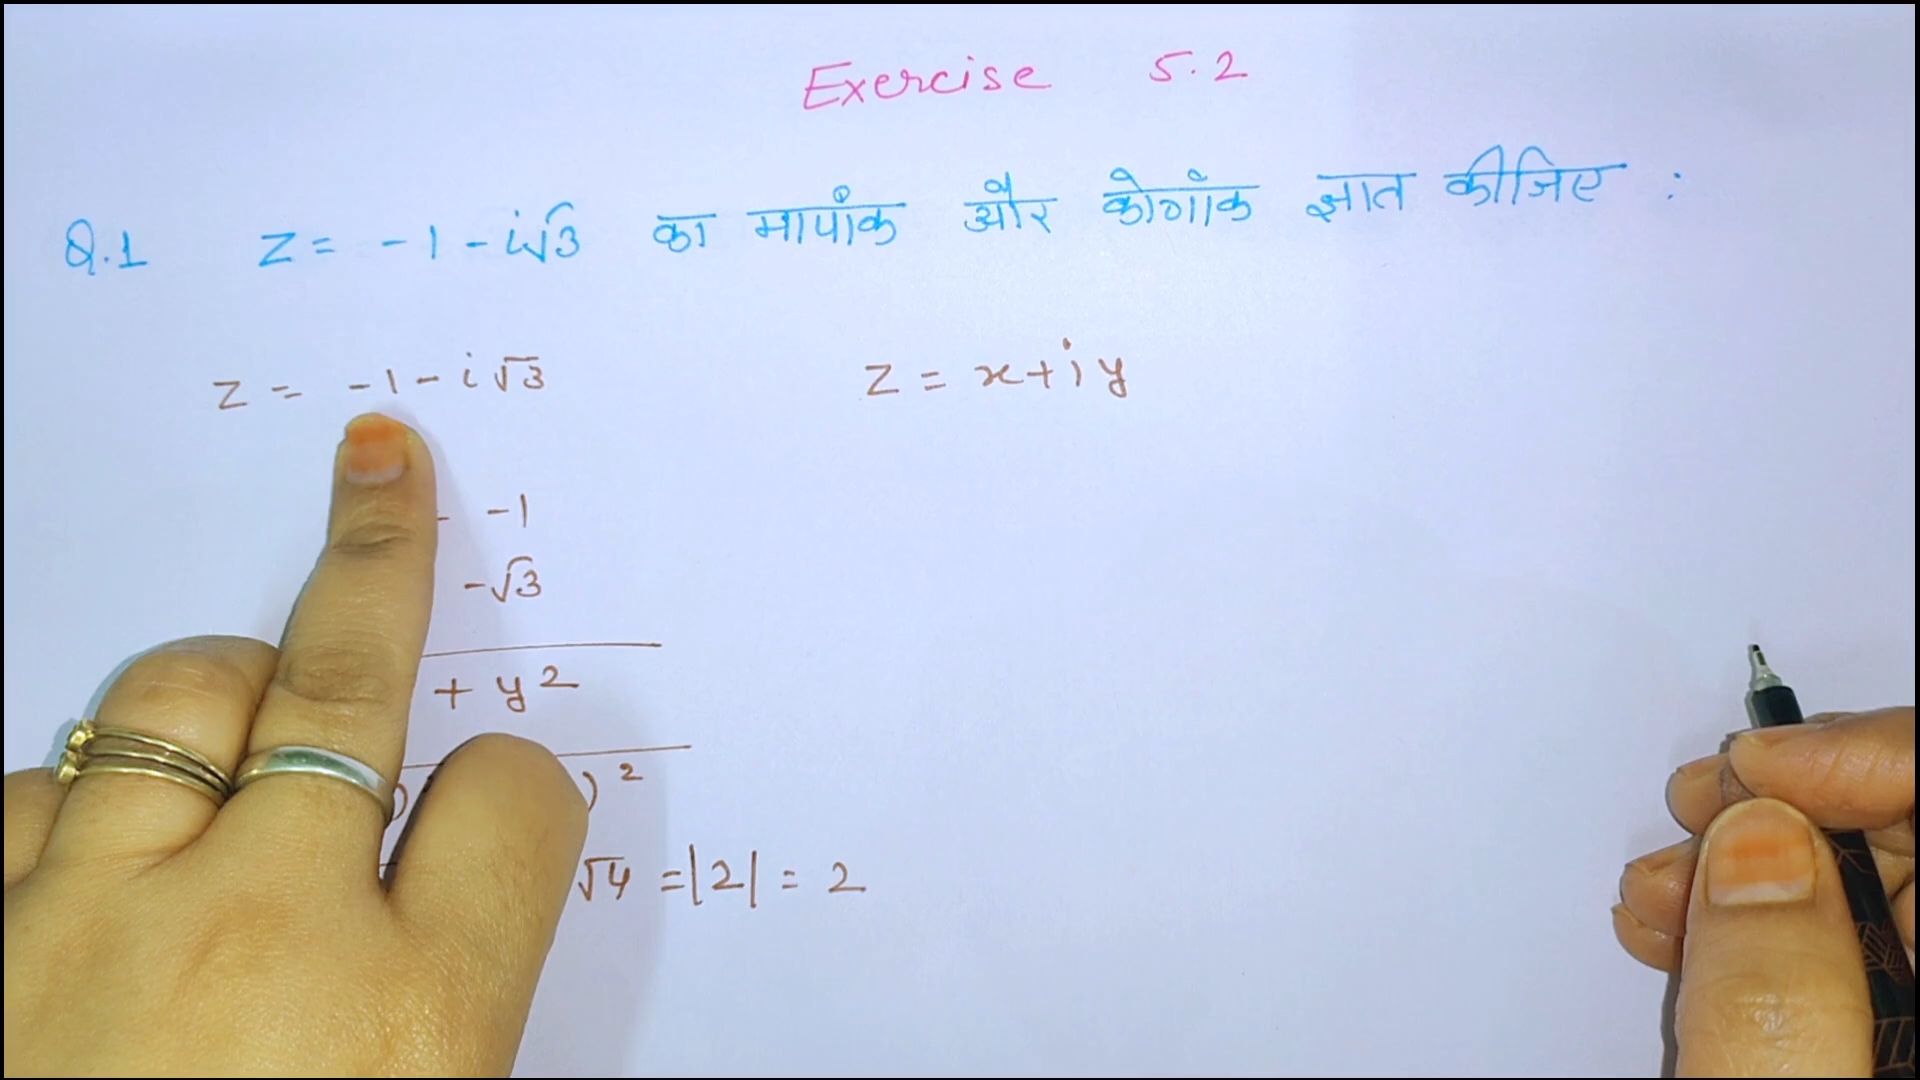 Exercise 5.2
Q.1 Z = -1 - i√3 का मापांक और कोणांक ज्ञात कीजिए :
Z = -1 - i√3
Z = x + iy
-1
-√3
+ y²
)²
√4 = |2| = 2